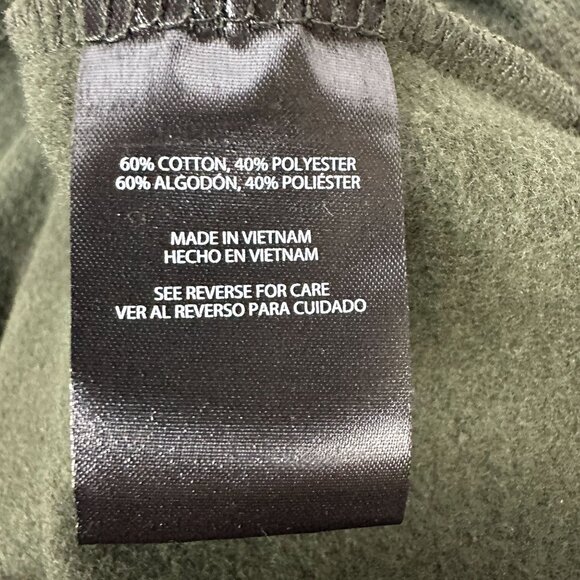 60% COTTON, 40% POLYESTER
60% ALGODÓN, 40% POLIÉSTER
MADE IN VIETNAM
HECHO EN VIETNAM
SEE REVERSE FOR CARE
VER AL REVERSO PARA CUIDADO